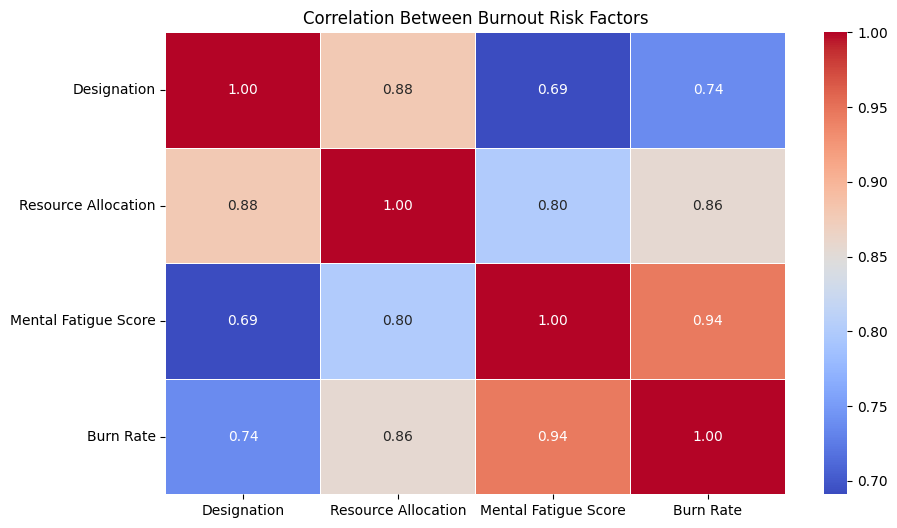 Correlation Between Burnout Risk Factors
Designation
1.00 0.88 0.69 0.74
Resource Allocation
0.88 1.00 0.80 0.86
Mental Fatigue Score
0.69 0.80 1.00 0.94
Burn Rate
0.74 0.86 0.94 1.00
Designation Resource Allocation Mental Fatigue Score Burn Rate
1.00
0.95
0.90
0.85
0.80
0.75
0.70